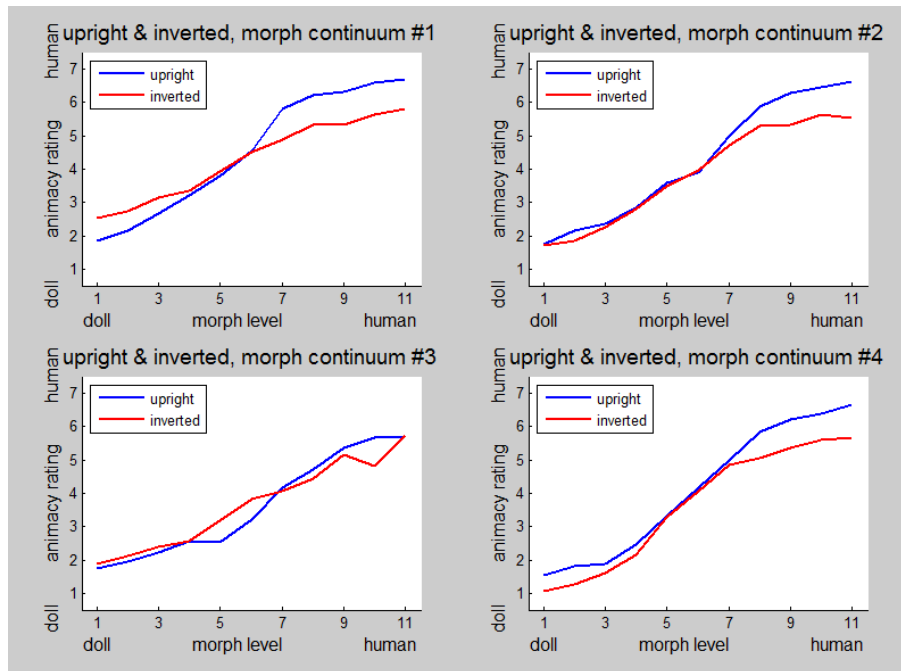 upright & inverted, morph continuum #1
human
7
6
5
4
3
2
1
animacy rating
doll
upright
inverted
1 3 5 7 9 11
doll morph level human
upright & inverted, morph continuum #2
human
7
6
5
4
3
2
1
animacy rating
doll
upright
inverted
1 3 5 7 9 11
doll morph level human
upright & inverted, morph continuum #3
human
7
6
5
4
3
2
1
animacy rating
doll
upright
inverted
1 3 5 7 9 11
doll morph level human
upright & inverted, morph continuum #4
human
7
6
5
4
3
2
1
animacy rating
doll
upright
inverted
1 3 5 7 9 11
doll morph level human